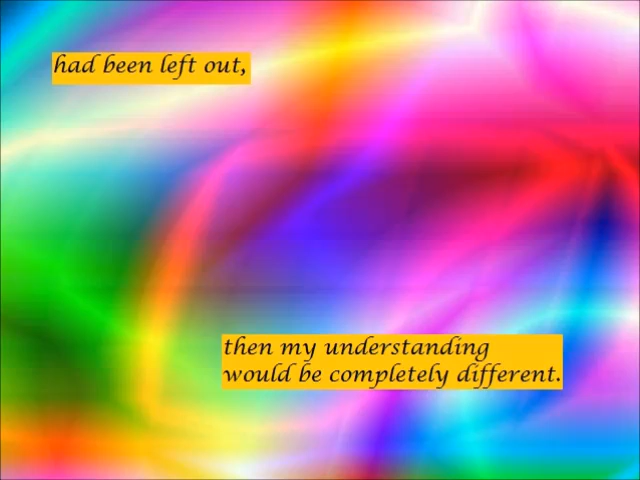 had been left out,
then my understanding
would be completely different.